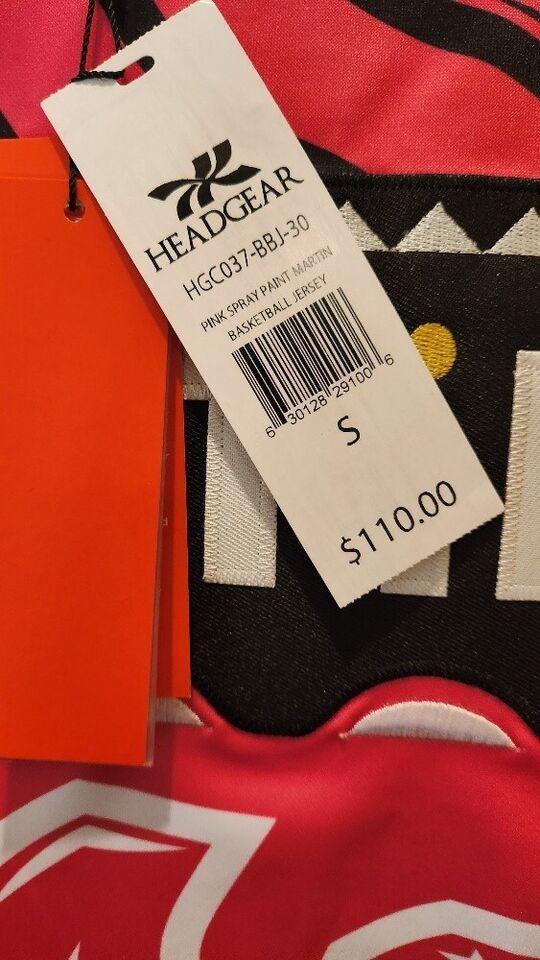 HEADGEAR
HGC037-BBJ-30
PINK SPRAY PAINT MARTIN
BASKETBALL JERSEY
6 30128 29100 6
S
$110.00